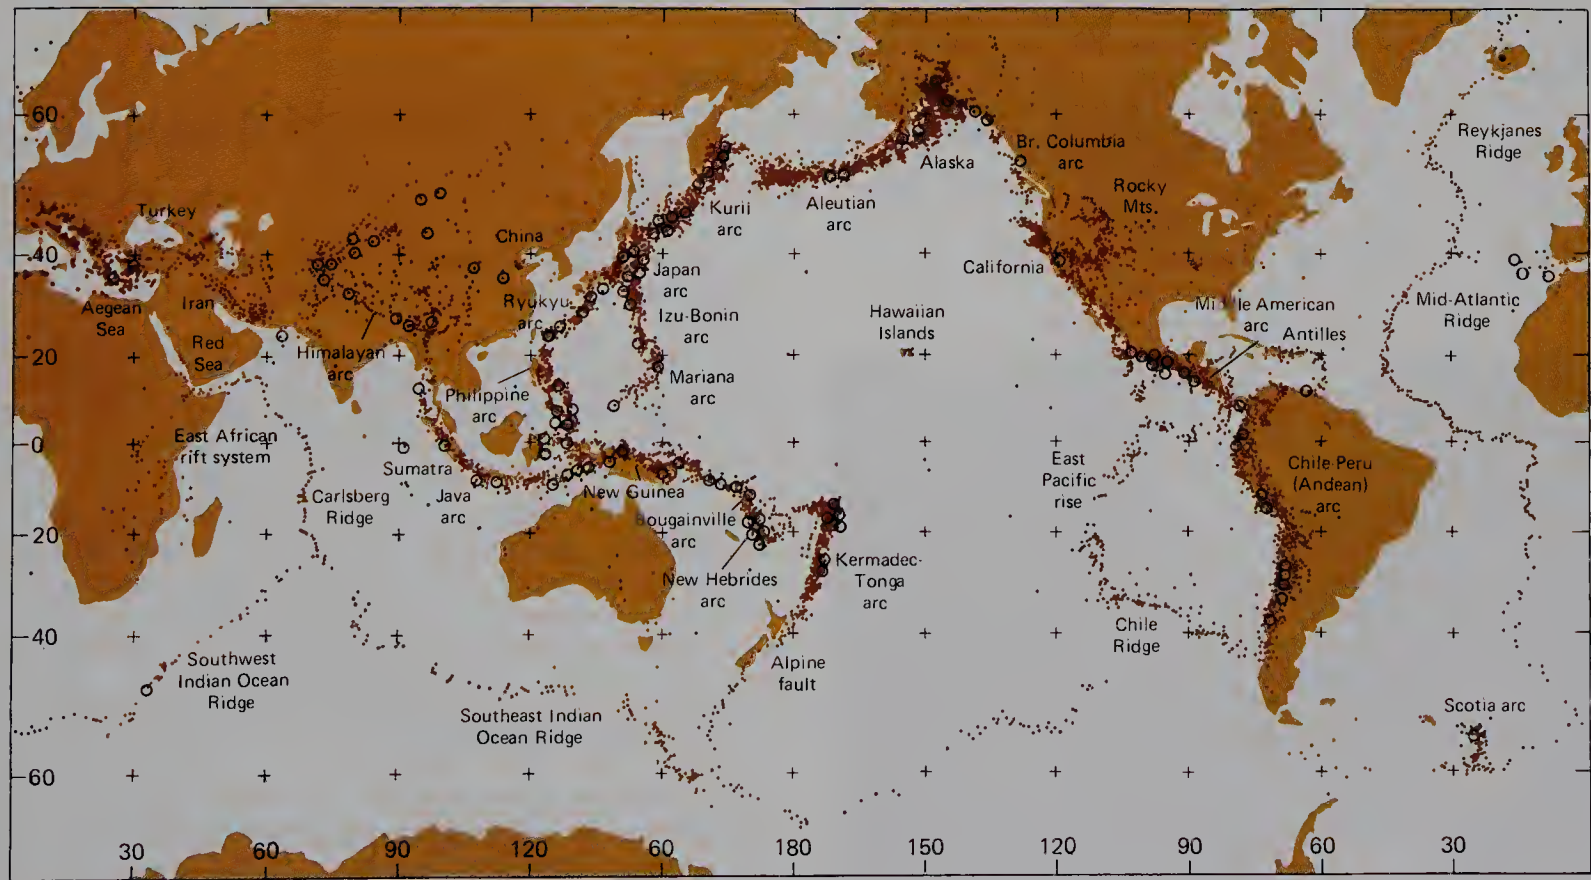 60
40
20
0
20
40
60
Turkey
Aegean
Sea
Iran
Red
Sea
China
Himalayan
arc
Ryukyu
arc
Philippine
arc
Kurii
arc
Japan
arc
Izu-Bonin
arc
Mariana
arc
Aleutian
arc
Alaska
Br. Columbia
arc
Rocky
Mts.
California
Hawaiian
Islands
American
arc
Antilles
Reykjanes
Ridge
Mid-Atlantic
Ridge
East African
rift system
Carlsberg
Ridge
Sumatra
Java
arc
New Guinea
Bougainville
arc
New Hebrides
arc
Kermadec-
Tonga
arc
East
Pacific
rise
Chile-Peru
(Andean)
arc
Southwest
Indian Ocean
Ridge
Southeast Indian
Ocean Ridge
Alpine
fault
Chile
Ridge
Scotia arc
30
60
90
120
60
180
150
120
90
60
30